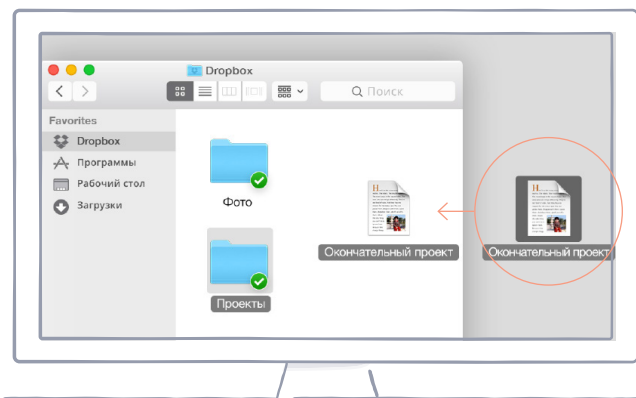 Dropbox
Поиск
Favorites
Dropbox
Программы
Рабочий стол
Загрузки
Фото
Окончательный проект
Окончательный проект
Проекты